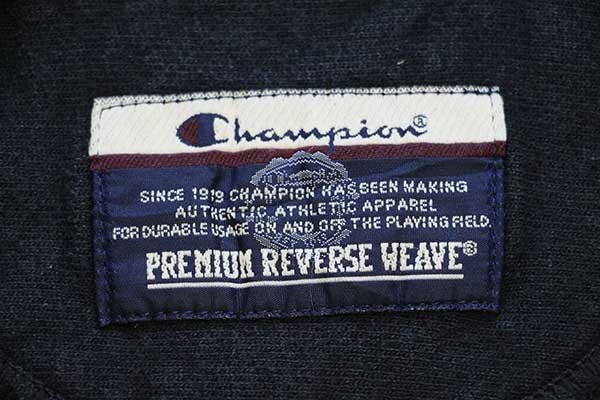 Champion®
SINCE 1919 CHAMPION HAS BEEN MAKING
AUTHENTIC ATHLETIC APPAREL
FOR DURABLE USAGE ON AND OFF THE PLAYING FIELD.
PREMIUM REVERSE WEAVE®